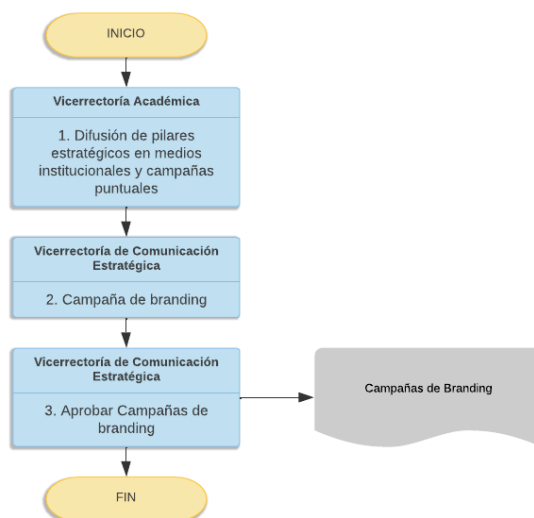 INICIO
Vicerrectoría Académica
1. Difusión de pilares
estratégicos en medios
institucionales y campañas
puntuales
Vicerrectoría de Comunicación
Estratégica
2. Campaña de branding
Vicerrectoría de Comunicación
Estratégica
3. Aprobar Campañas de
branding
Campañas de Branding
FIN